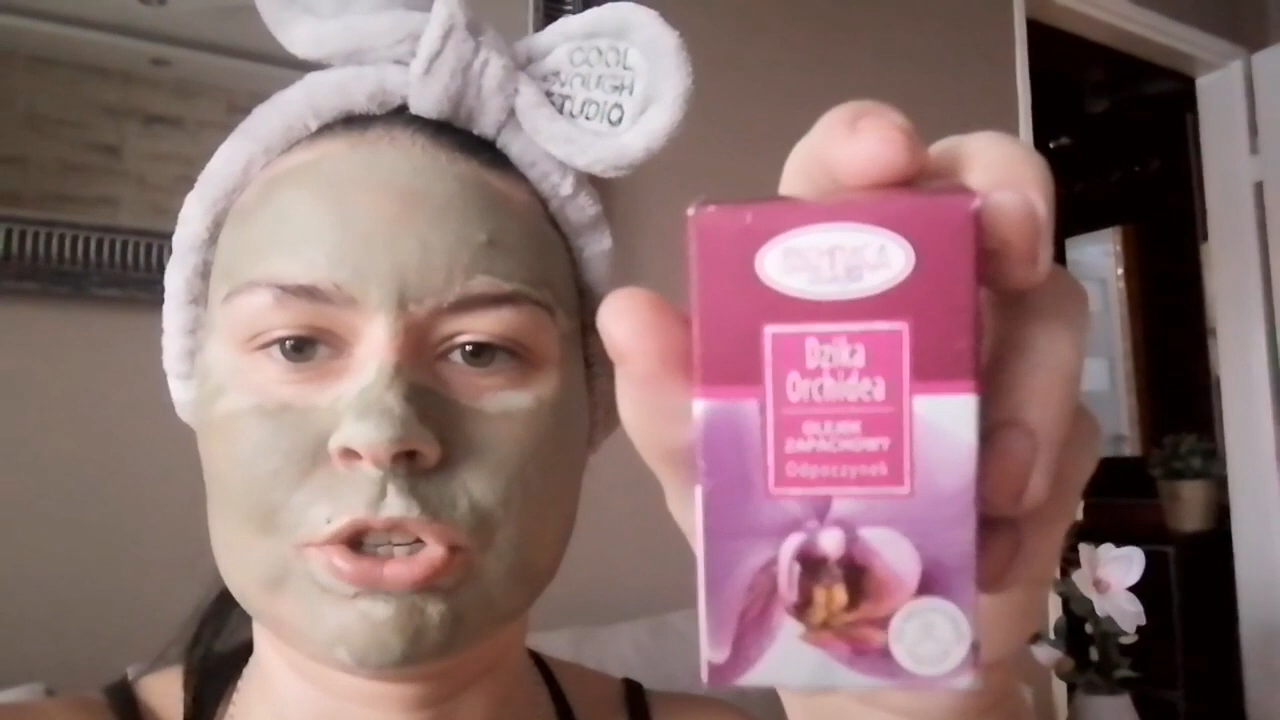 COOL
ENOUGH
STUDIO
Dzika
Orchidea
OLEJEK
ZAPACHOWY
Odpoczynek